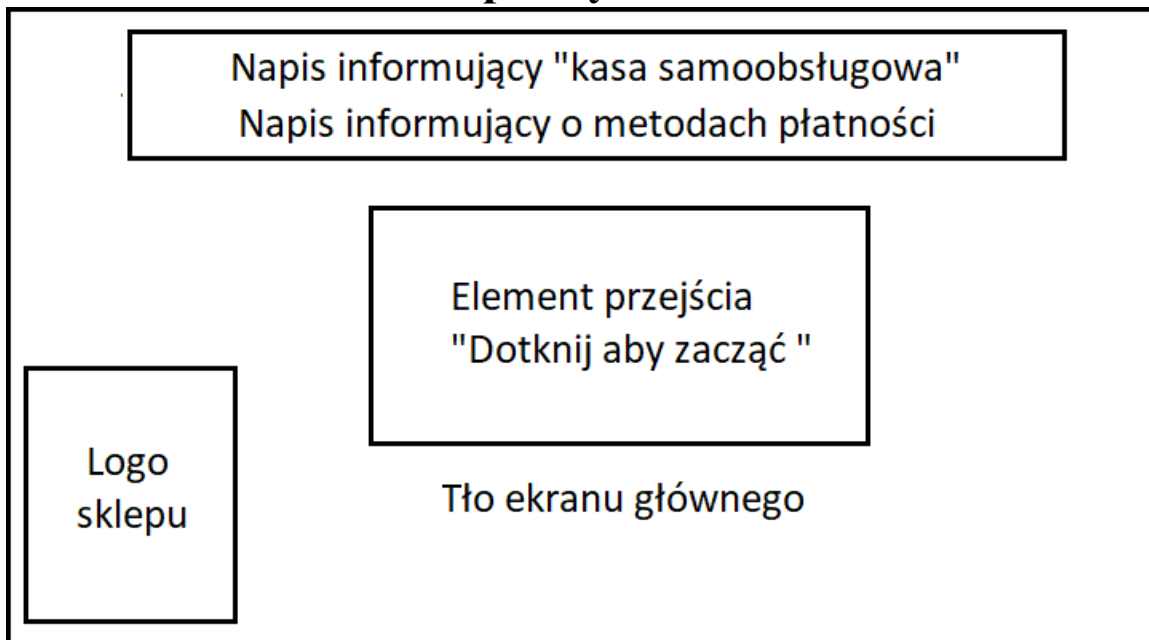 Napis informujący "kasa samoobsługowa"
Napis informujący o metodach płatności
Element przejścia
"Dotknij aby zacząć "
Logo
sklepu
Tło ekranu głównego